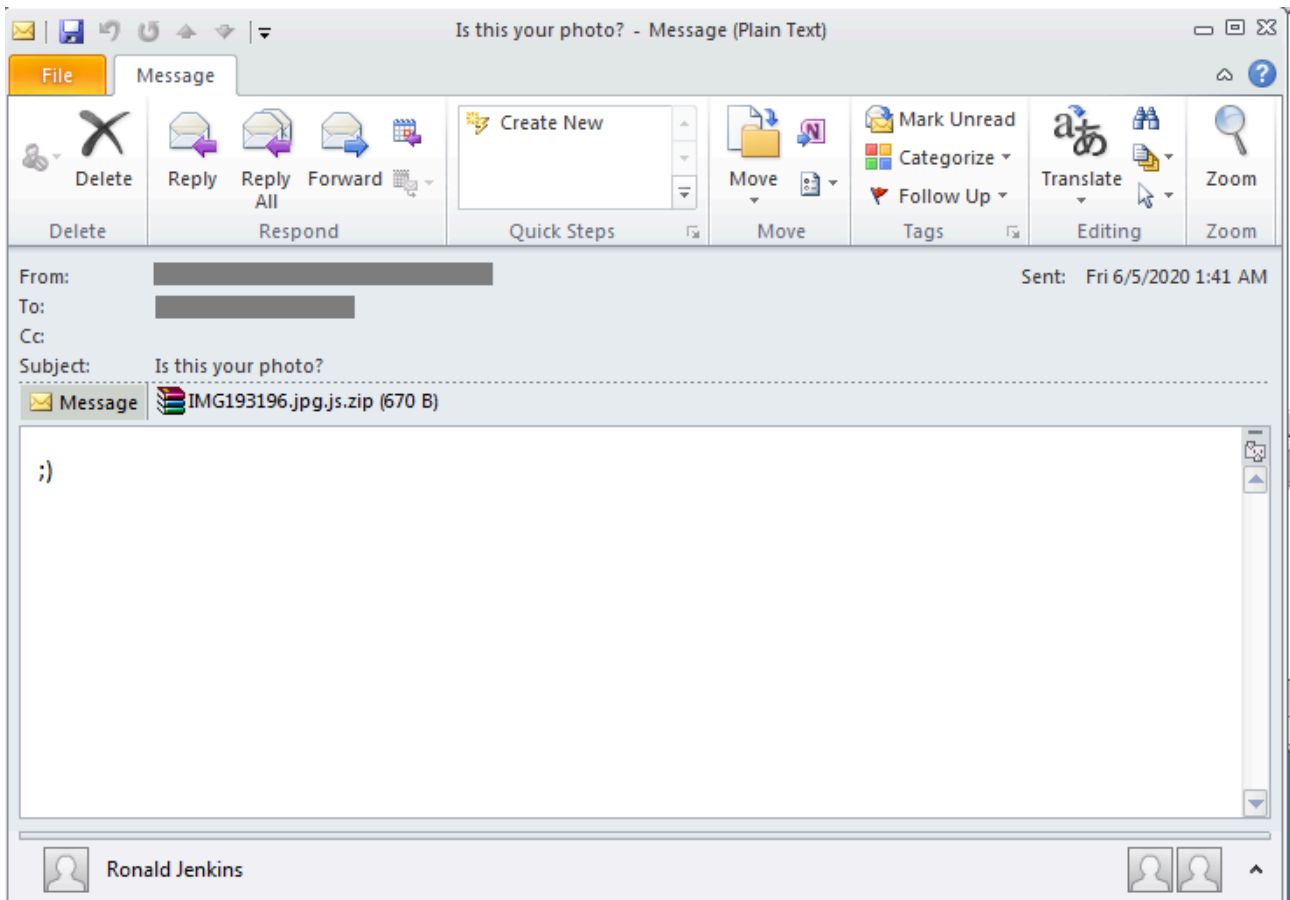 Is this your photo? - Message (Plain Text)
File Message
Delete Reply Reply All Forward Create New Move Mark Unread Categorize Follow Up Translate Zoom
Delete Respond Quick Steps Move Tags Editing Zoom
From: Sent: Fri 6/5/2020 1:41 AM
To:
Cc:
Subject: Is this your photo?
Message IMG193196.jpg.js.zip (670 B)
;)
Ronald Jenkins